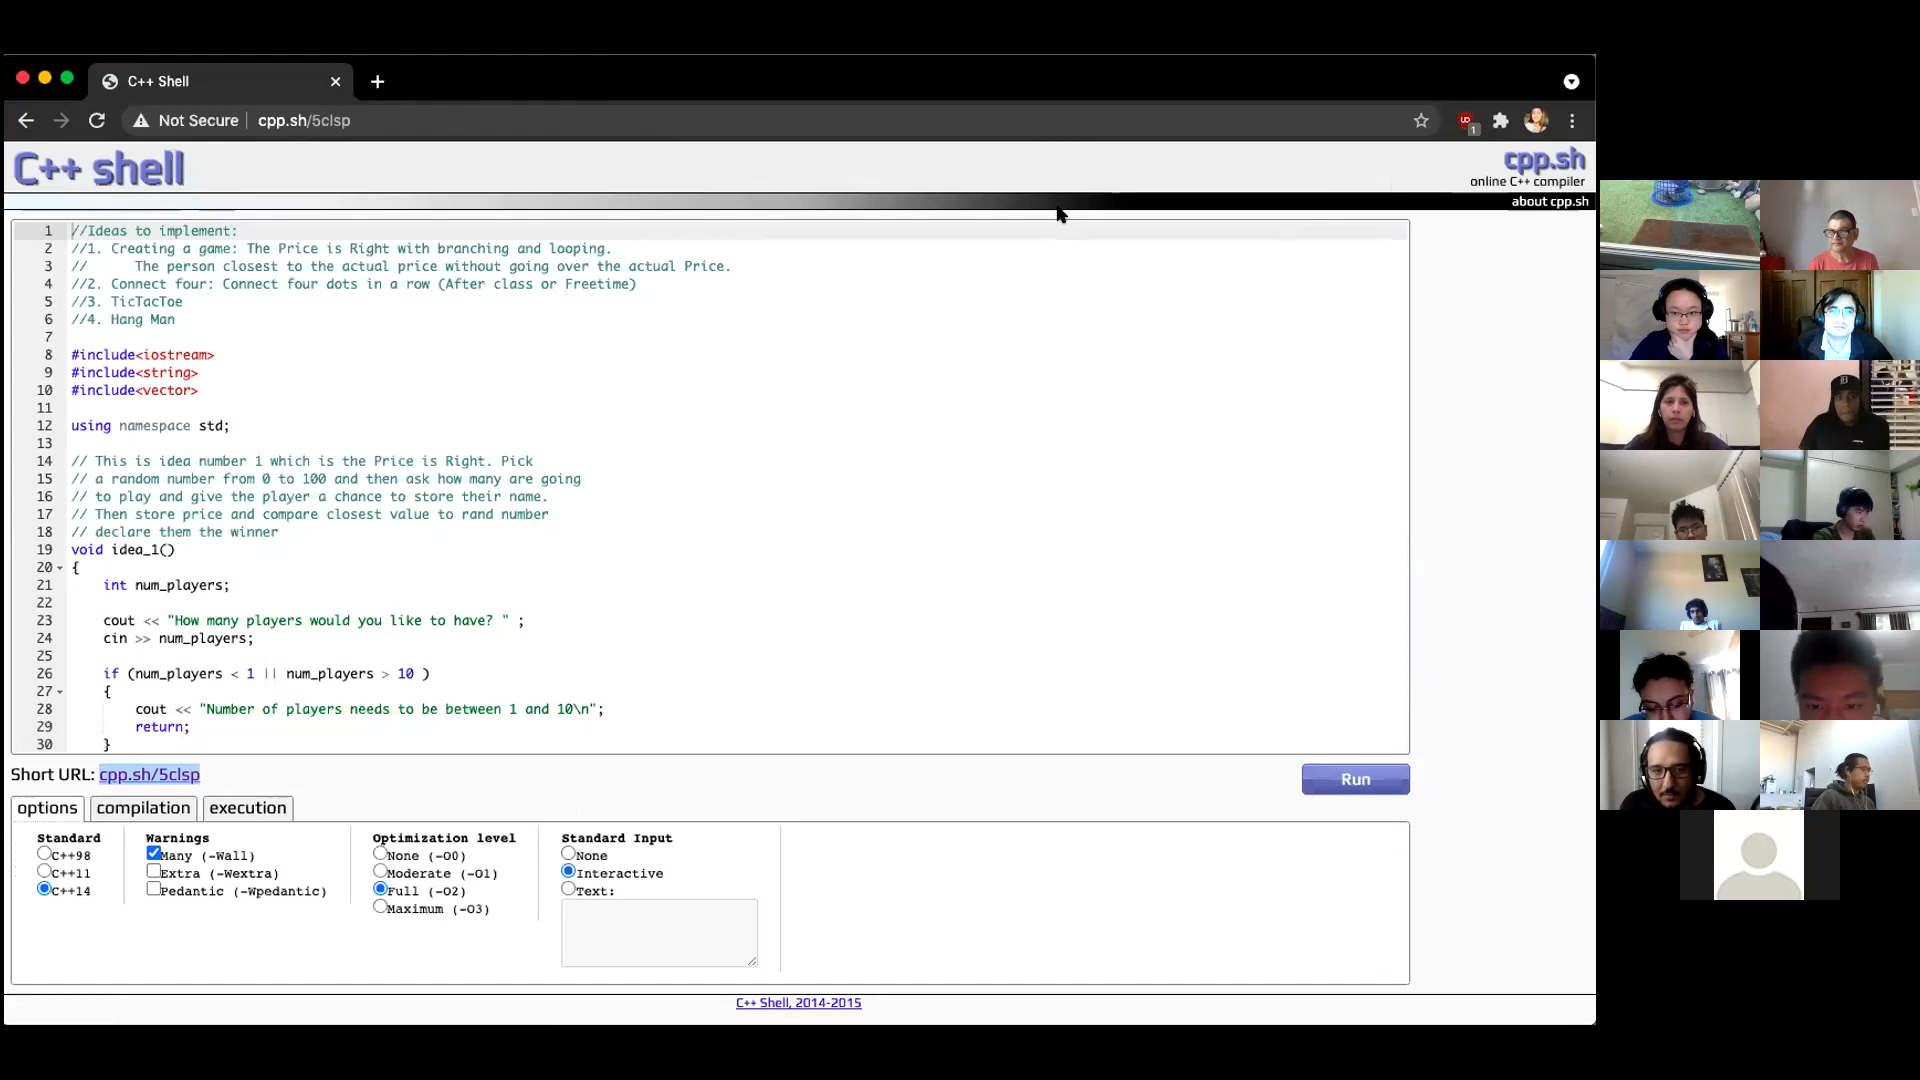 C++ Shell
Not Secure
cpp.sh/5clsp
UD
1
C++ shell
cpp.sh
online C++ compiler
about cpp.sh
1 //Ideas to implement:
2 //1. Creating a game: The Price is Right with branching and looping.
3 //      The person closest to the actual price without going over the actual Price.
4 //2. Connect four: Connect four dots in a row (After class or Freetime)
5 //3. TicTacToe
6 //4. Hang Man
7
8 #include<iostream>
9 #include<string>
10 #include<vector>
11
12 using namespace std;
13
14 // This is idea number 1 which is the Price is Right. Pick
15 // a random number from 0 to 100 and then ask how many are going
16 // to play and give the player a chance to store their name.
17 // Then store price and compare closest value to rand number
18 // declare them the winner
19 void idea_1()
20 {
21     int num_players;
22
23     cout << "How many players would you like to have? " ;
24     cin >> num_players;
25
26     if (num_players < 1 || num_players > 10 )
27     {
28         cout << "Number of players needs to be between 1 and 10\n";
29         return;
30     }
Short URL: cpp.sh/5clsp
Run
options
compilation
execution
Standard
C++98
C++11
C++14
Warnings
Many (-Wall)
Extra (-Wextra)
Pedantic (-Wpedantic)
Optimization level
None (-O0)
Moderate (-O1)
Full (-O2)
Maximum (-O3)
Standard Input
None
Interactive
Text:
C++ Shell, 2014-2015